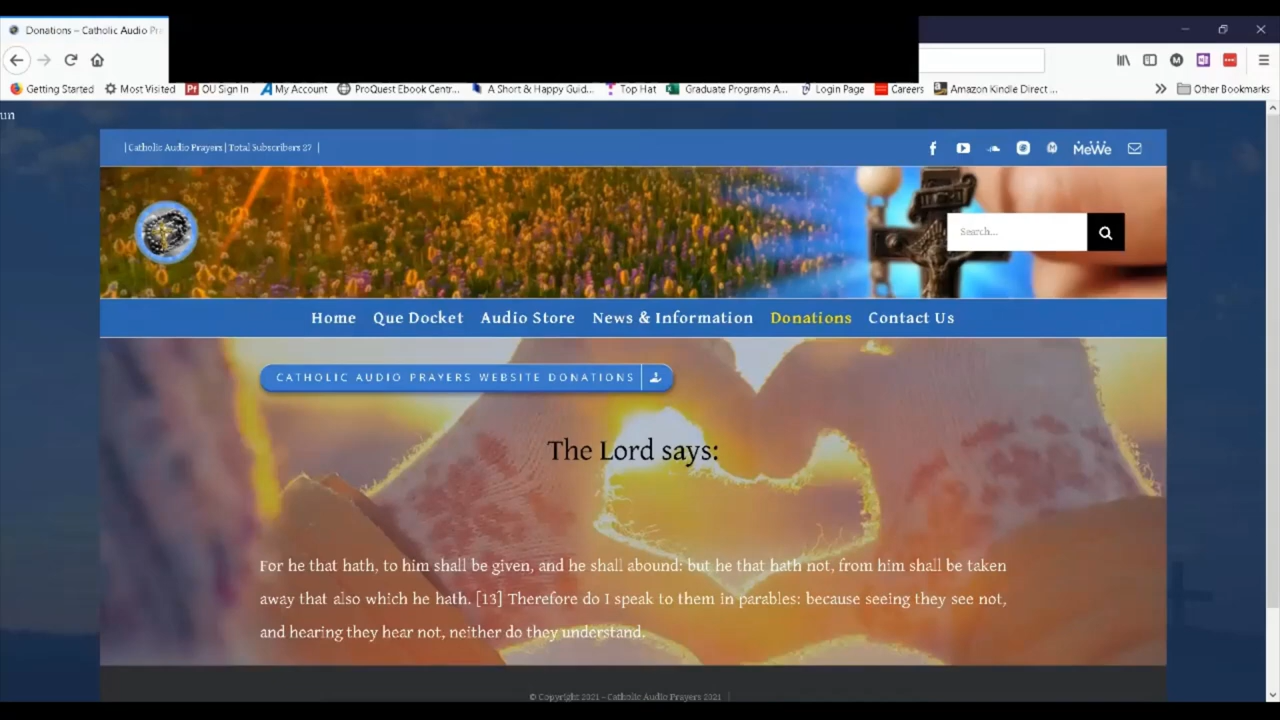 Donations – Catholic Audio Pra
Getting Started Most Visited OU Sign In My Account ProQuest Ebook Centr... A Short & Happy Guid... Top Hat Graduate Programs A... Login Page Careers Amazon Kindle Direct ... Other Bookmarks
un
| Catholic Audio Prayers | Total Subscribers 27 |
MeWe
Search...
Home Que Docket Audio Store News & Information Donations Contact Us
CATHOLIC AUDIO PRAYERS WEBSITE DONATIONS
The Lord says:
For he that hath, to him shall be given, and he shall abound: but he that hath not, from him shall be taken
away that also which he hath. [13] Therefore do I speak to them in parables: because seeing they see not,
and hearing they hear not, neither do they understand.
© Copyright 2021 – Catholic Audio Prayers 2021 |